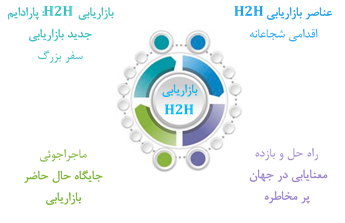 عناصر بازاریابی H2H
اقدامی شجاعانه
بازاریابی H2H: پارادایم
جدید بازاریابی
سفر بزرگ
بازاریابی
H2H
راه حل و بازده
معنایابی در جهان
پر مخاطره
ماجراجوئی
جایگاه حال حاضر
بازاریابی